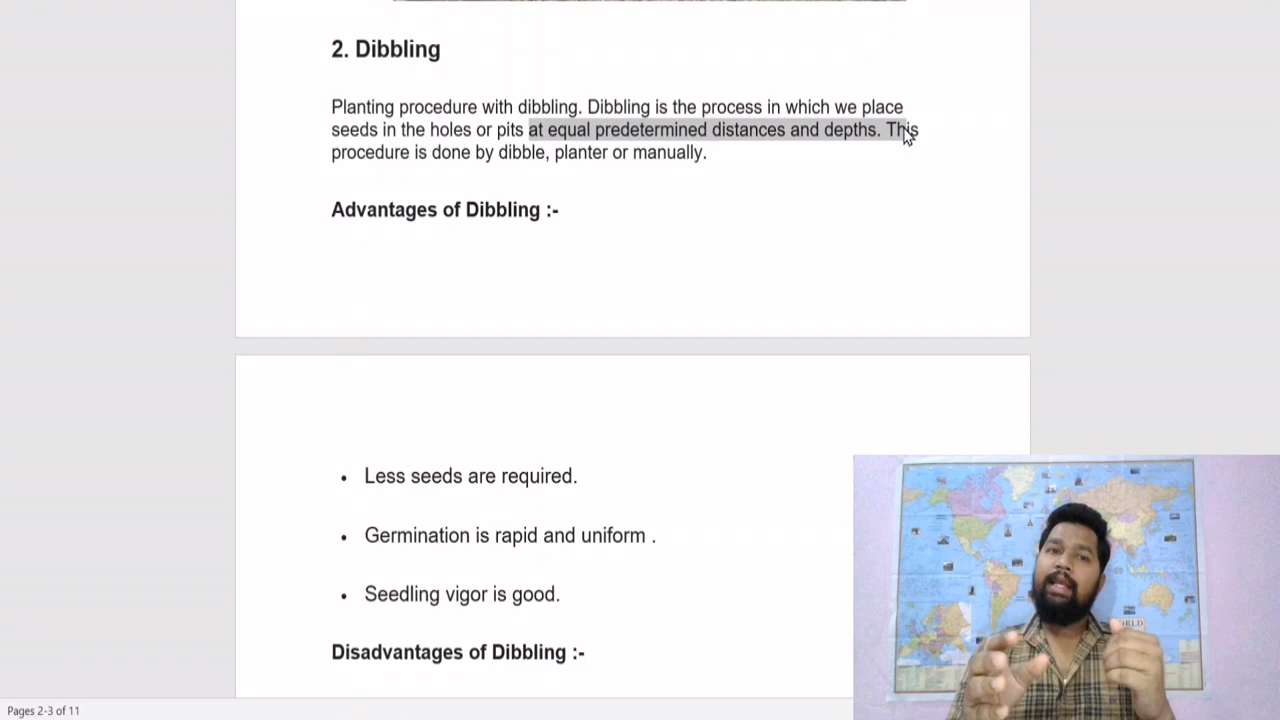 2. Dibbling
Planting procedure with dibbling. Dibbling is the process in which we place
seeds in the holes or pits at equal predetermined distances and depths. This
procedure is done by dibble, planter or manually.
Advantages of Dibbling :-
• Less seeds are required.
• Germination is rapid and uniform .
• Seedling vigor is good.
Disadvantages of Dibbling :-
Pages 2-3 of 11